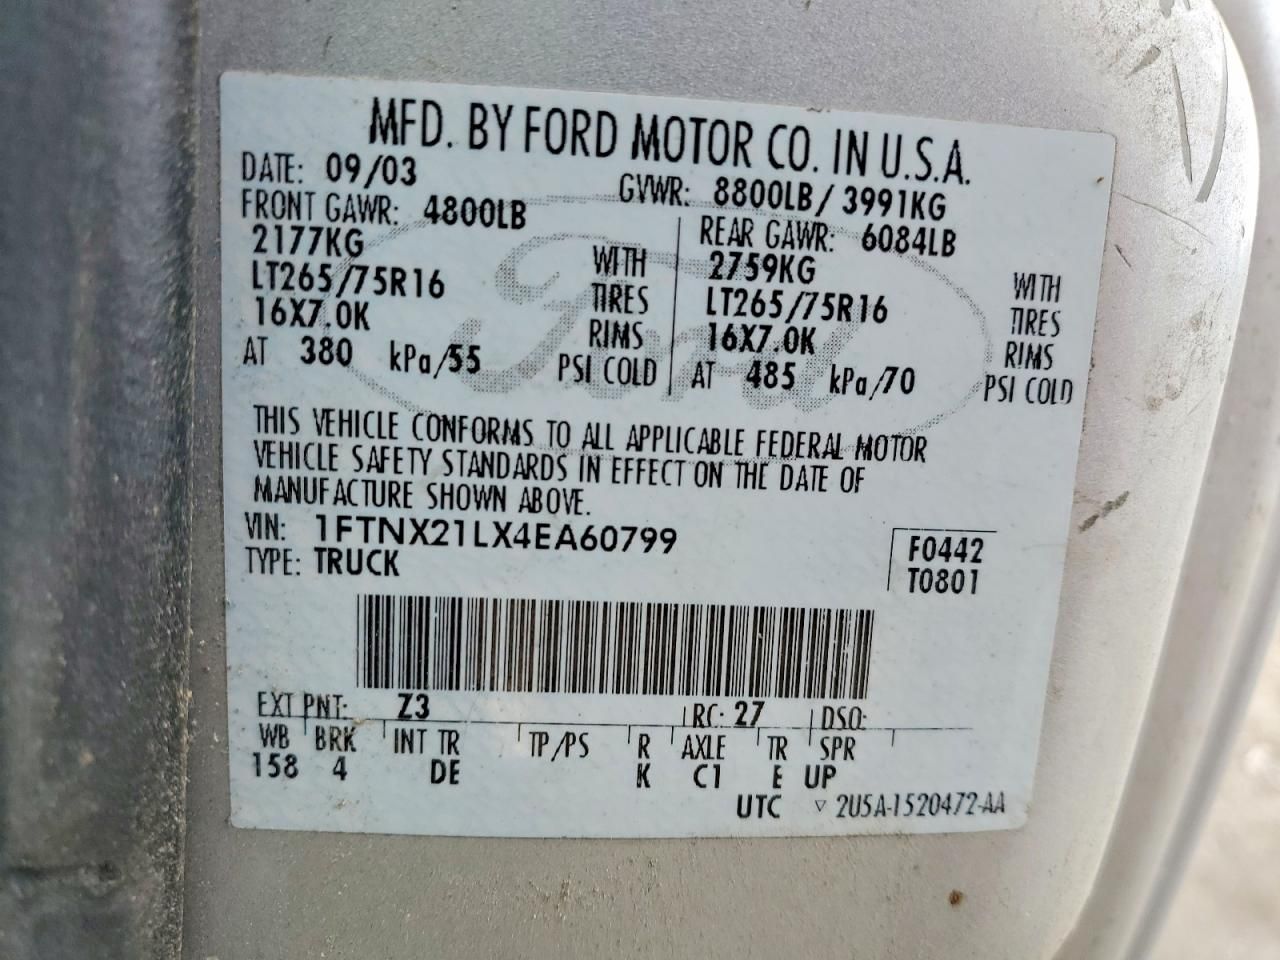 MFD. BY FORD MOTOR CO. IN U.S.A.
DATE: 09/03 GVWR: 8800LB/ 3991KG
FRONT GAWR: 4800LB REAR GAWR: 6084LB
2177KG WITH 2759KG WITH
LT265/75R16 TIRES LT265/75R16 TIRES
16X7.0K RIMS 16X7.0K RIMS
AT 380 kPa/55 PSI COLD AT 485 kPa/70 PSI COLD
Ford
THIS VEHICLE CONFORMS TO ALL APPLICABLE FEDERAL MOTOR
VEHICLE SAFETY STANDARDS IN EFFECT ON THE DATE OF
MANUFACTURE SHOWN ABOVE.
VIN: 1FTNX21LX4EA60799 F0442
TYPE: TRUCK T0801
EXT PNT: Z3 RC: 27 DSO:
WB BRK INT TR TP/PS R AXLE TR SPR
158 4 DE K C1 E UP
UTC ▿ 2U5A-1520472-AA